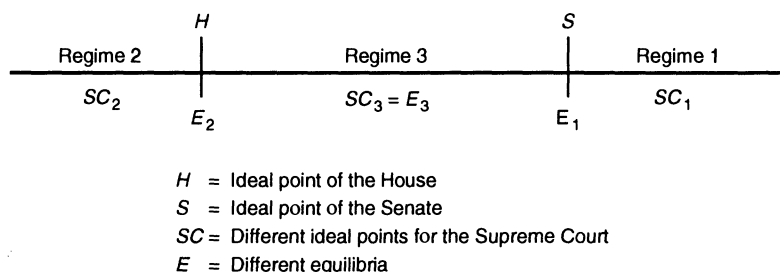 H S
Regime 2 Regime 3 Regime 1
SC2 SC3 = E3 SC1
E2 E1
H = Ideal point of the House
S = Ideal point of the Senate
SC = Different ideal points for the Supreme Court
E = Different equilibria